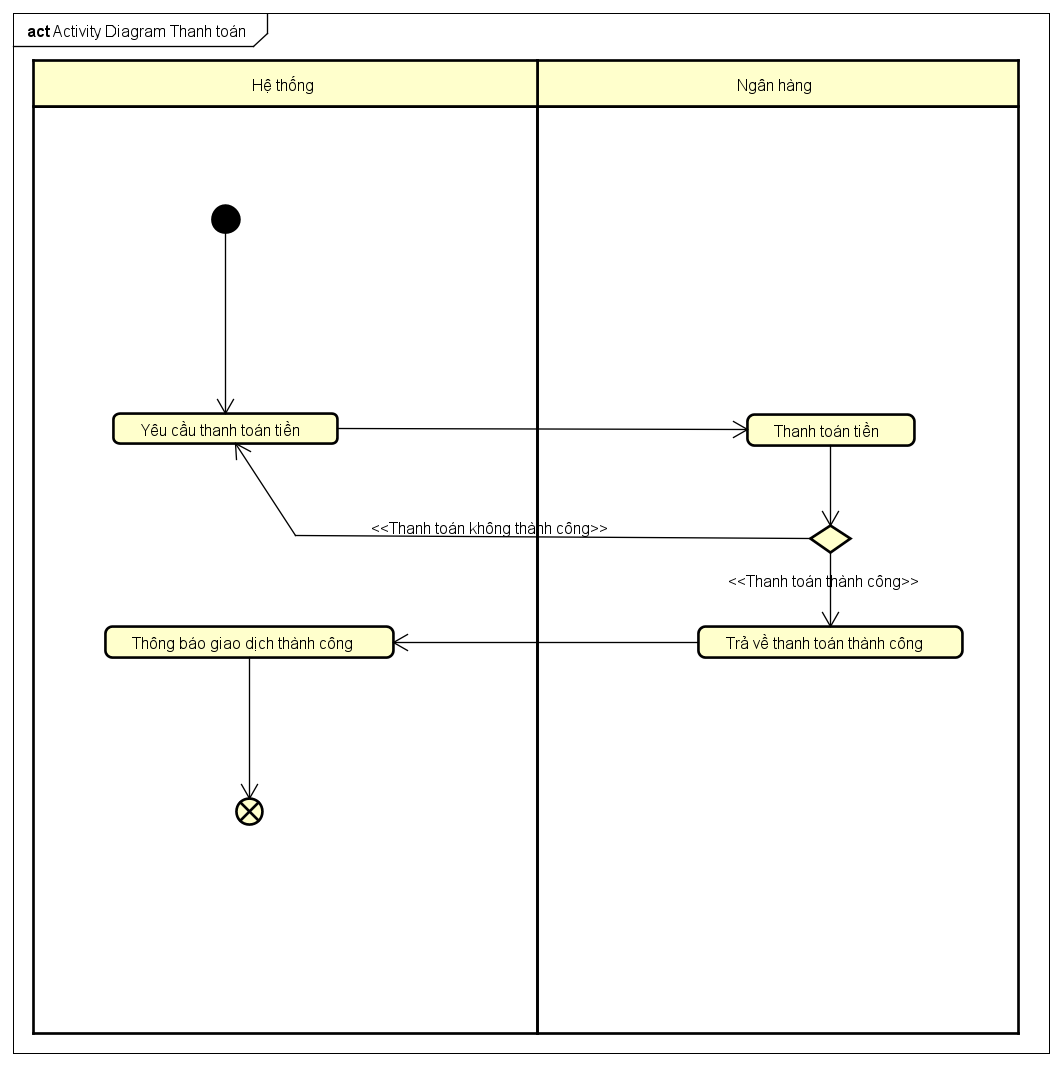 act Activity Diagram Thanh toán
Hệ thống
Ngân hàng
Yêu cầu thanh toán tiền
Thanh toán tiền
<<Thanh toán không thành công>>
<<Thanh toán thành công>>
Thông báo giao dịch thành công
Trả về thanh toán thành công